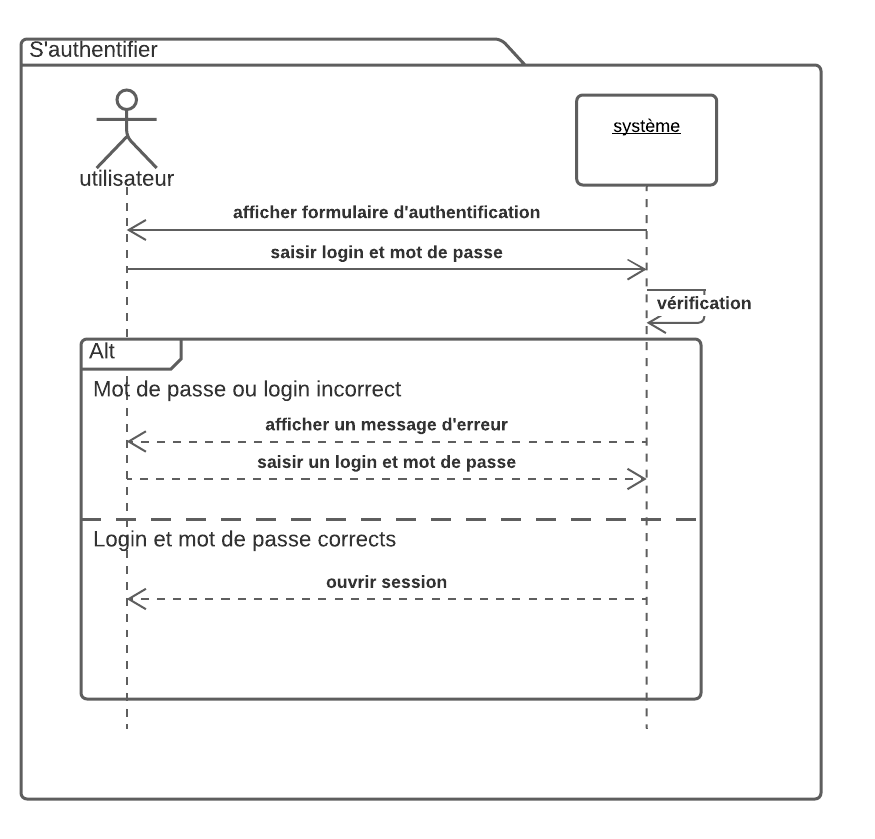 S'authentifier
système
utilisateur
afficher formulaire d'authentification
saisir login et mot de passe
vérification
Alt
Mot de passe ou login incorrect
afficher un message d'erreur
saisir un login et mot de passe
Login et mot de passe corrects
ouvrir session